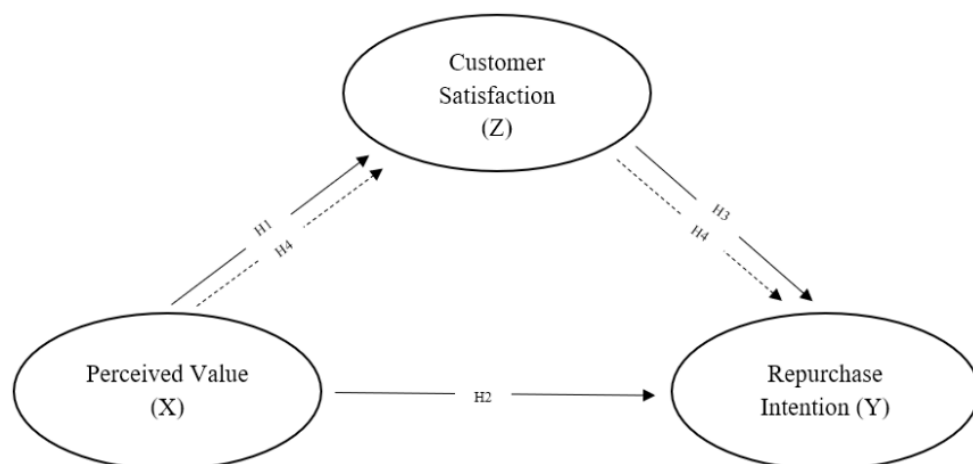 Customer
Satisfaction
(Z)
H1
H4
H3
H4
Perceived Value
(X)
H2
Repurchase
Intention (Y)